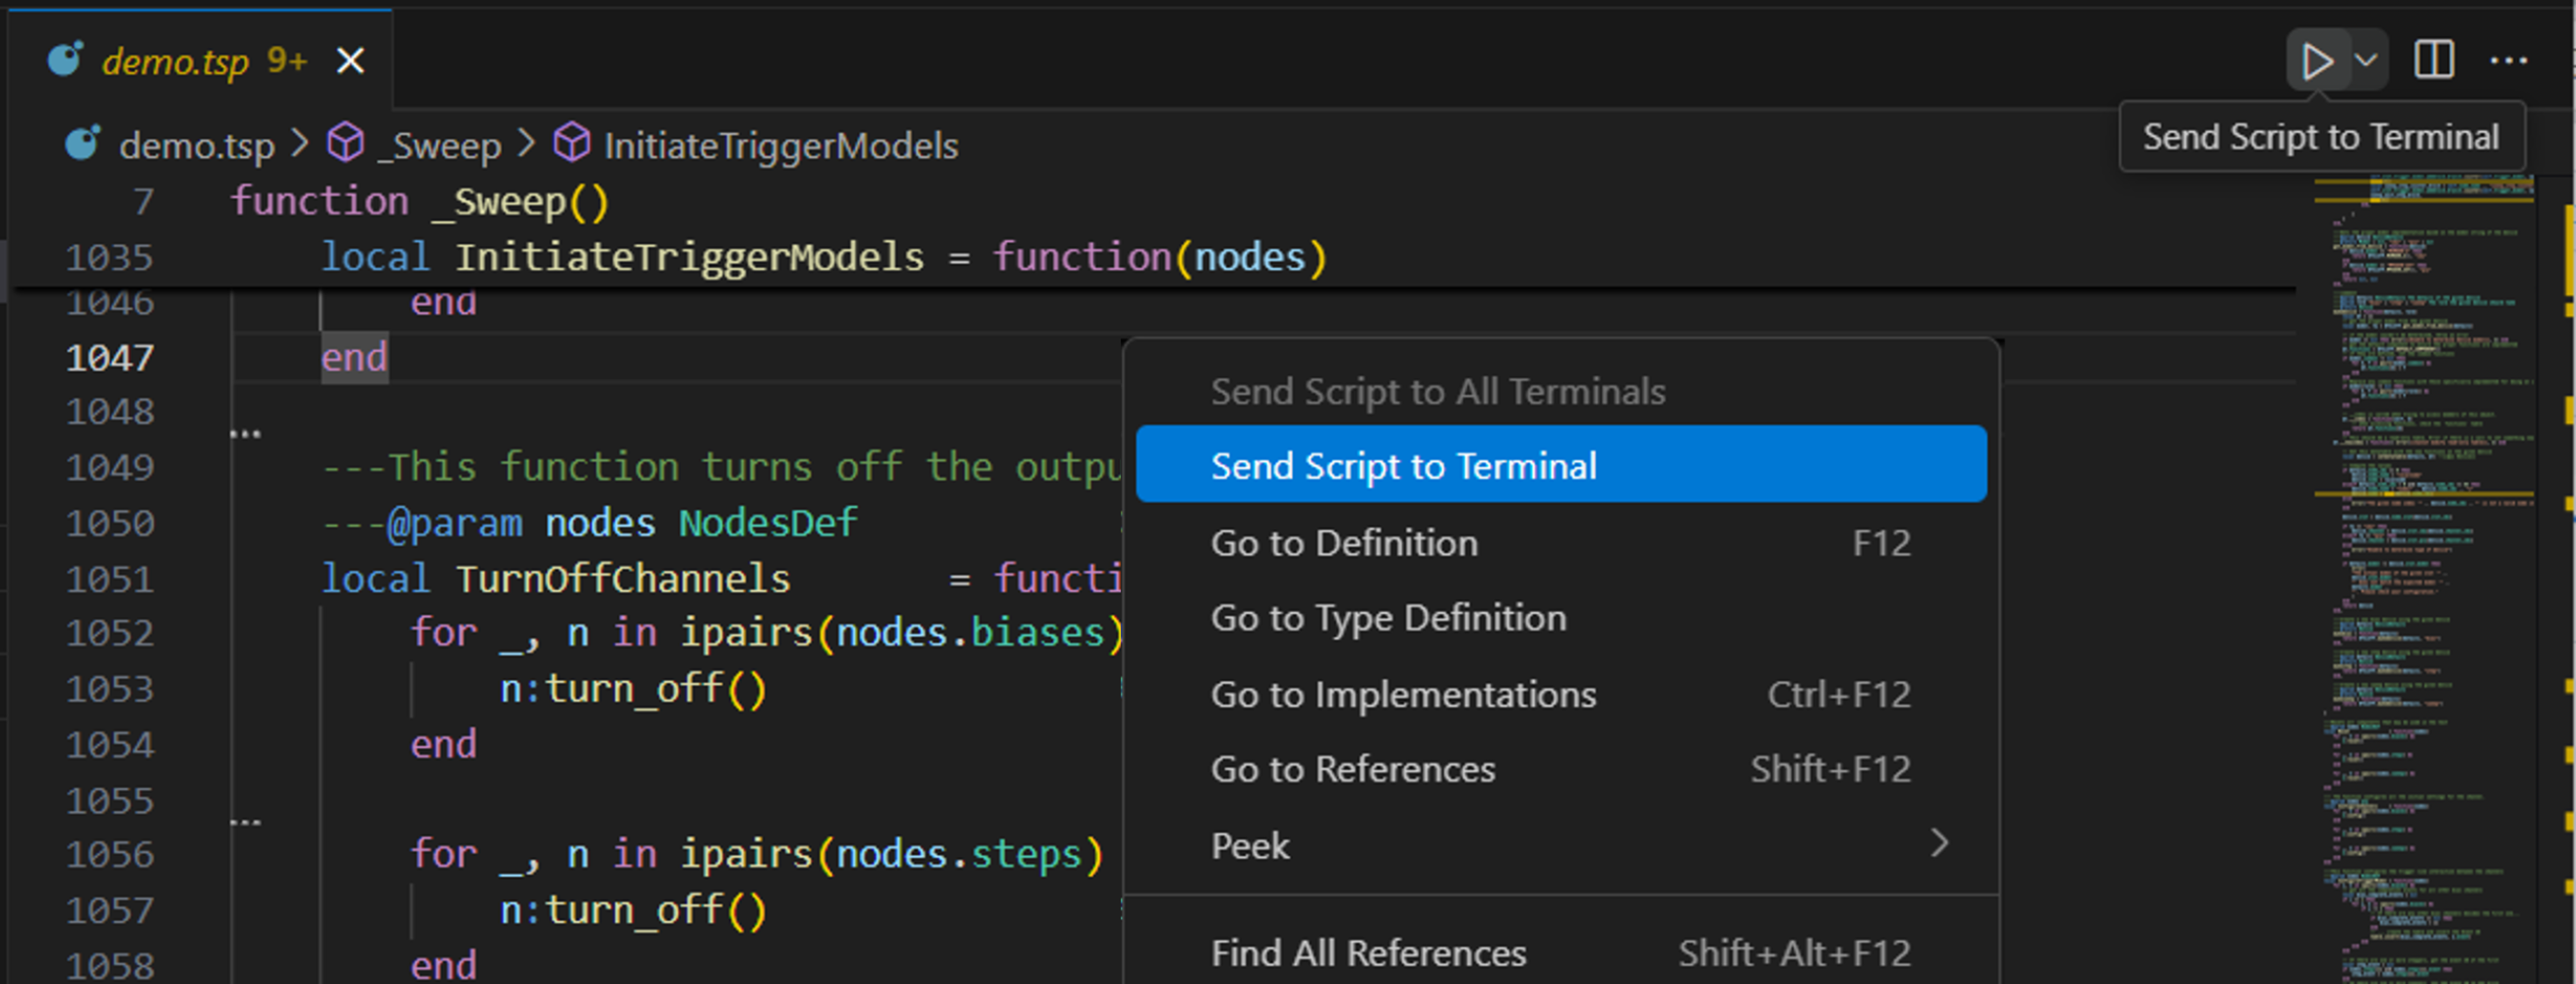 demo.tsp 9+
Send Script to Terminal
demo.tsp > _Sweep > InitiateTriggerModels
7 function _Sweep()
1035 local InitiateTriggerModels = function(nodes)
1046 end
1047 end
1048
1049 ---This function turns off the outpu
1050 ---@param nodes NodesDef
1051 local TurnOffChannels = functi
1052 for _, n in ipairs(nodes.biases)
1053 n:turn_off()
1054 end
1055
1056 for _, n in ipairs(nodes.steps)
1057 n:turn_off()
1058 end
Send Script to All Terminals
Send Script to Terminal
Go to Definition F12
Go to Type Definition
Go to Implementations Ctrl+F12
Go to References Shift+F12
Peek
Find All References Shift+Alt+F12